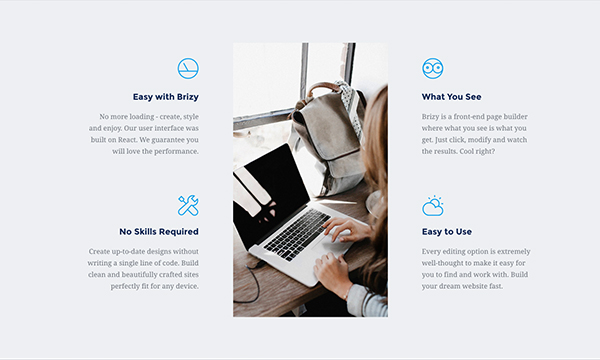 Easy with Brizy
No more loading - create, style
and enjoy. Our user interface was
built on React. We guarantee you
will love the performance.
No Skills Required
Create up-to-date designs without
writing a single line of code. Build
clean and beautifully crafted sites
perfectly fit for any device.
What You See
Brizy is a front-end page builder
where what you see is what you
get. Just click, modify and watch
the results. Cool right?
Easy to Use
Every editing option is extremely
well-thought to make it easy for
you to find and work with. Build
your dream website fast.